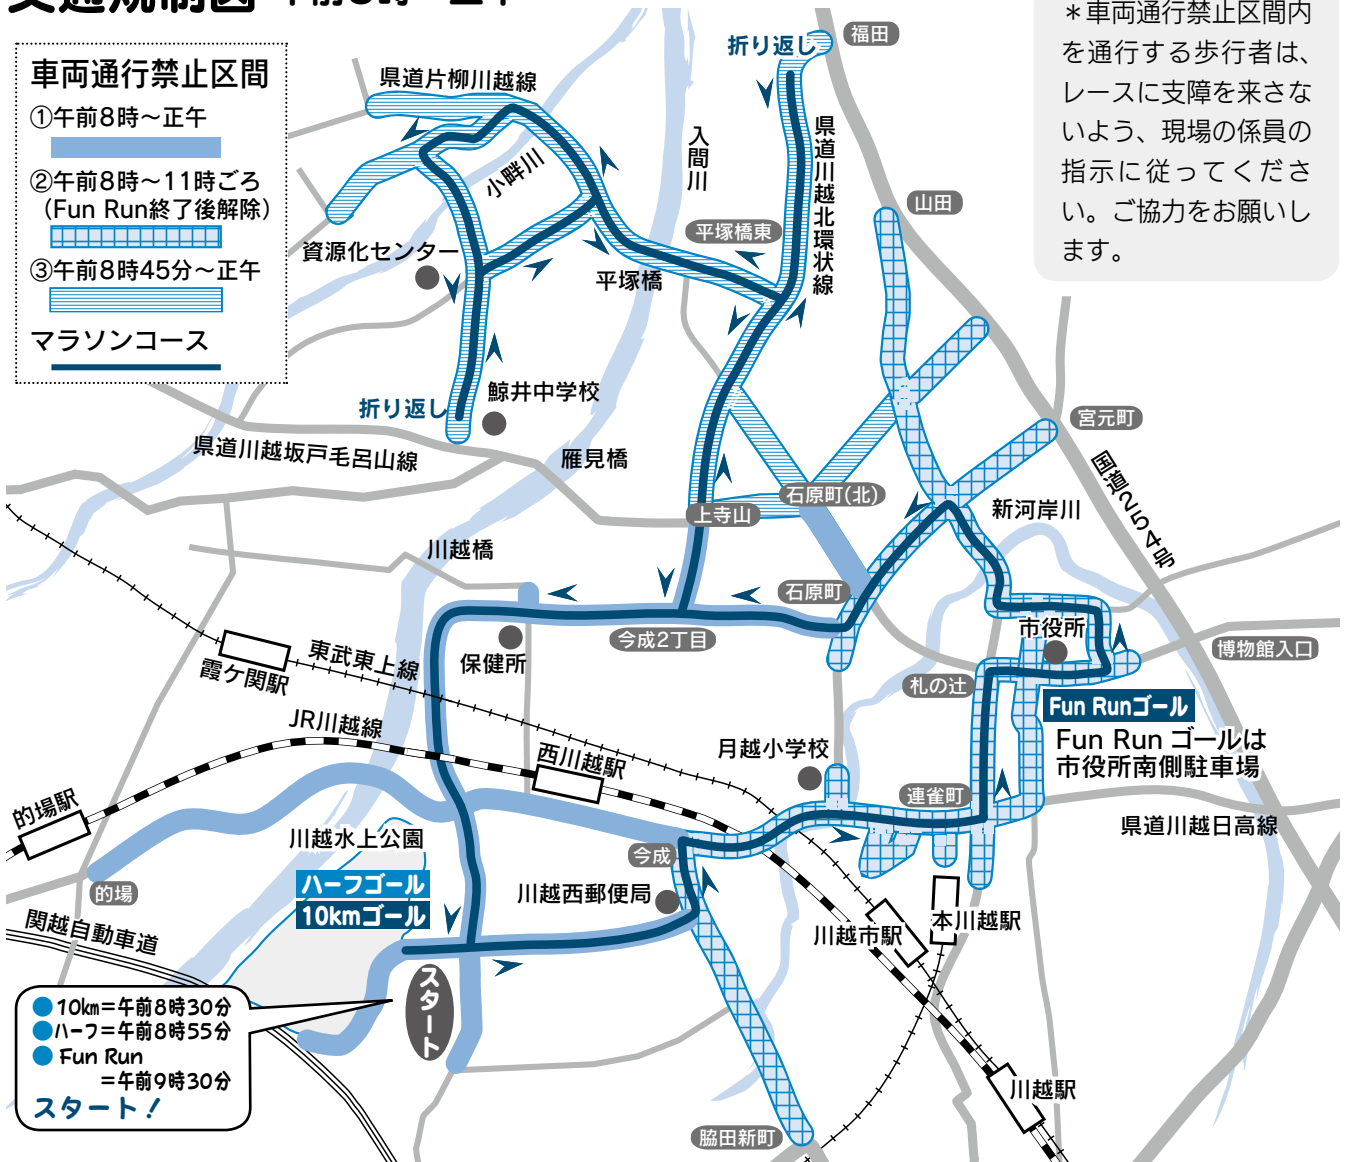 交通規制図 午前8時～正午
車両通行禁止区間
①午前8時～正午
②午前8時～11時ごろ
（Fun Run終了後解除）
③午前8時45分～正午
マラソンコース
＊車両通行禁止区間内
を通行する歩行者は、
レースに支障を来さな
いよう、現場の係員の
指示に従ってくださ
い。ご協力をお願いし
ます。
折り返し
福田
県道片柳川越線
入間川
県道川越北環状線
小畔川
山田
平塚橋東
資源化センター
平塚橋
鯨井中学校
折り返し
宮元町
県道川越坂戸毛呂山線
雁見橋
国道254号
石原町(北)
上寺山
新河岸川
川越橋
石原町
今成2丁目
市役所
博物館入口
保健所
東武東上線
霞ケ関駅
札の辻
Fun Runゴール
Fun Run ゴールは
市役所南側駐車場
JR川越線
西川越駅
月越小学校
的場駅
連雀町
県道川越日高線
川越水上公園
今成
的場
ハーフゴール
10kmゴール
川越西郵便局
関越自動車道
川越市駅
本川越駅
スタート
10km＝午前8時30分
ハーフ＝午前8時55分
Fun Run
＝午前9時30分
スタート！
川越駅
脇田新町